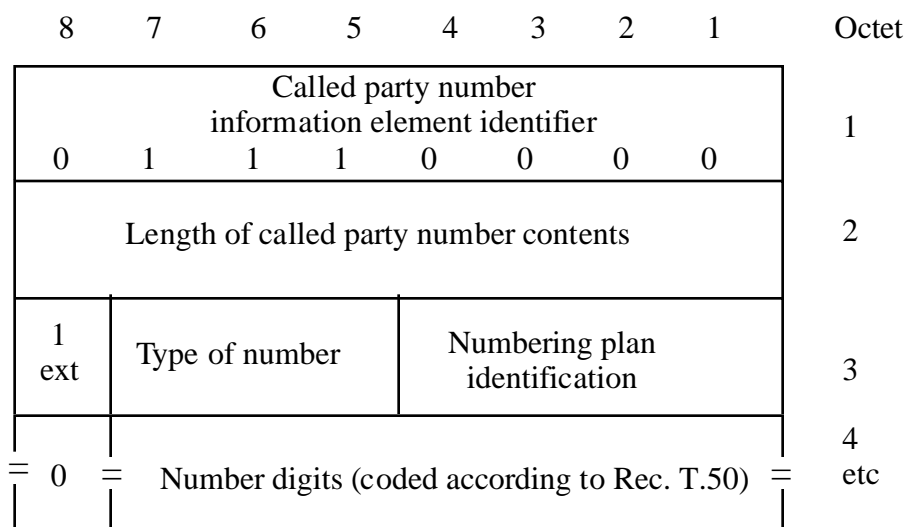 8 7 6 5 4 3 2 1 Octet
Called party number
information element identifier
1
0 1 1 1 0 0 0 0
Length of called party number contents 2
1
ext
Type of number
Numbering plan
identification
3
4
etc
0
Number digits (coded according to Rec. T.50)